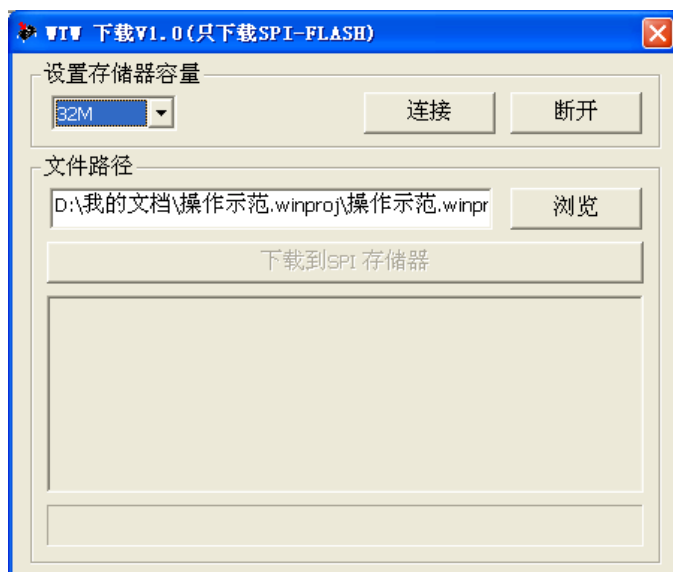 WTW 下载V1.0(只下载SPI-FLASH)
设置存储器容量
32M 连接 断开
文件路径
D:\我的文档\操作示范.winproj\操作示范.winpr 浏览
下载到SPI 存储器